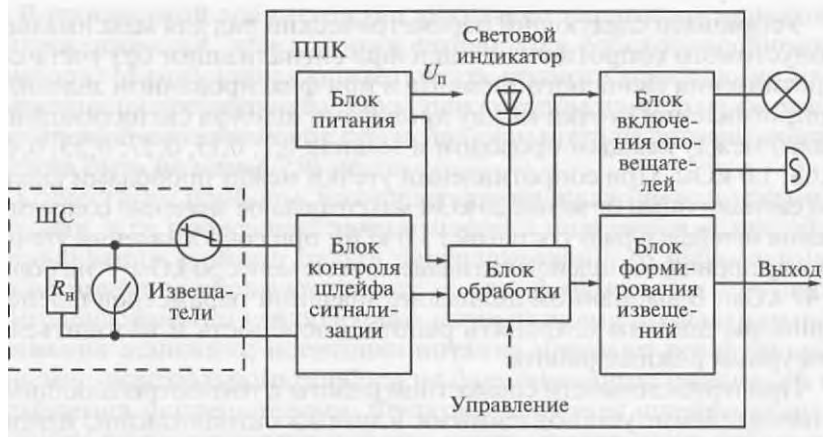 ППК
Световой
индикатор
Uп
Блок
питания
Блок
включе-
ния опо-
вещате-
лей
ШС
Rн
Извеща-
тели
Блок
контроля
шлейфа
сигнали-
зации
Блок
обработки
Блок
форми-
рования
извеще-
ний
Выход
Управление